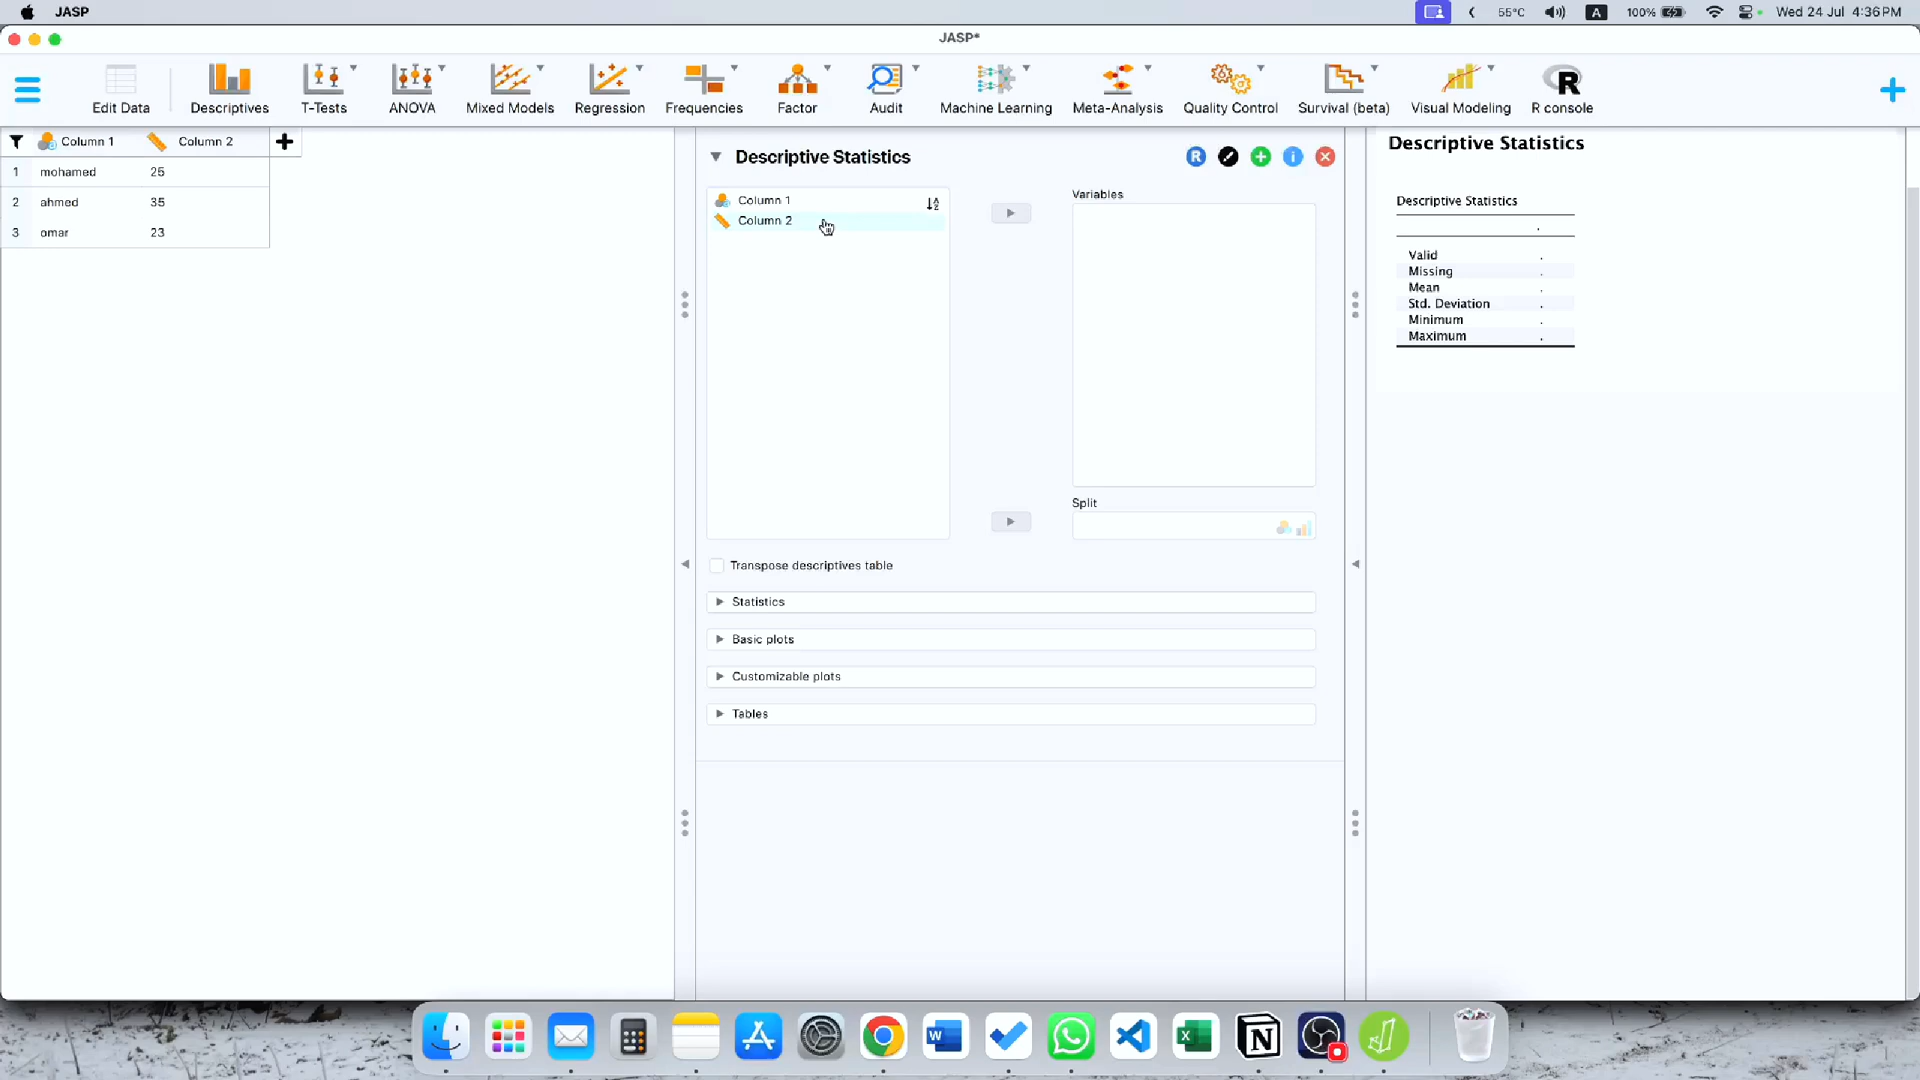 JASP
55°C
A
100%
Wed 24 Jul 4:36 PM
JASP*
Edit Data
Descriptives
T-Tests
ANOVA
Mixed Models
Regression
Frequencies
Factor
Audit
Machine Learning
Meta-Analysis
Quality Control
Survival (beta)
Visual Modeling
R console
Column 1
Column 2
1 mohamed 25
2 ahmed 35
3 omar 23
Descriptive Statistics
R
Column 1
Column 2
Variables
Split
Transpose descriptives table
Statistics
Basic plots
Customizable plots
Tables
Descriptive Statistics
Descriptive Statistics
.
Valid .
Missing .
Mean .
Std. Deviation .
Minimum .
Maximum .